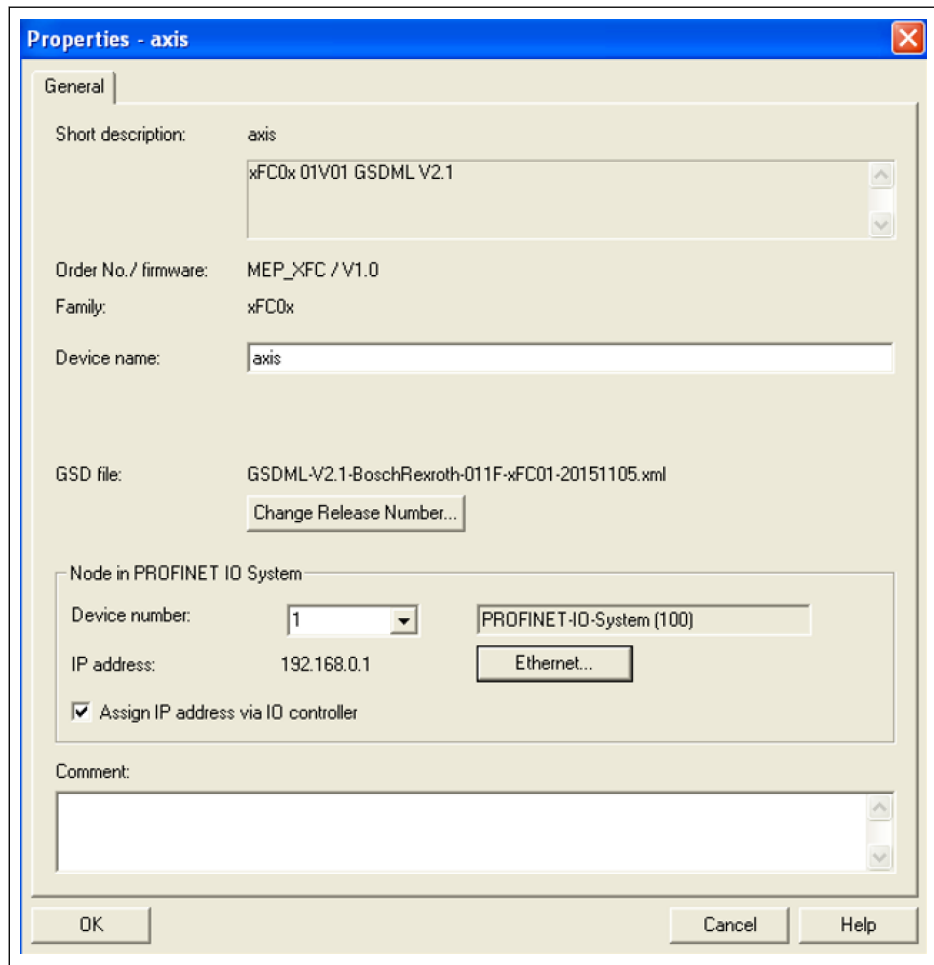 Properties - axis
General
Short description: axis
xFC0x 01V01 GSDML V2.1
Order No./ firmware: MEP_XFC / V1.0
Family: xFC0x
Device name: axis
GSD file: GSDML-V2.1-BoschRexroth-011F-xFC01-20151105.xml
Change Release Number...
Node in PROFINET IO System
Device number: 1 PROFINET-IO-System (100)
IP address: 192.168.0.1 Ethernet...
Assign IP address via IO controller
Comment:
OK Cancel Help